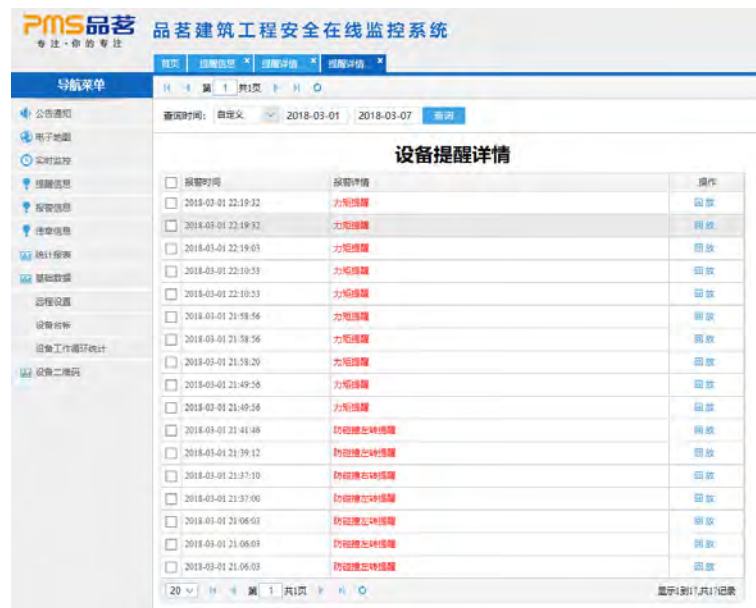 PMS品茗
专注·你的专注
品茗建筑工程安全在线监控系统
首页 提醒信息 × 提醒详情 × 提醒详情 ×
导航菜单
第 1 共1页
公告通知
电子地图
实时监控
提醒信息
报警信息
违章信息
统计报表
基础数据
远程设置
设备名称
设备工作循环统计
设备二维码
查询时间: 自定义 2018-03-01 2018-03-07 查询
设备提醒详情
报警时间 报警详情 操作
2018-03-01 22:19:32 力矩提醒 回放
2018-03-01 22:19:32 力矩提醒 回放
2018-03-01 22:19:03 力矩提醒 回放
2018-03-01 22:10:53 力矩提醒 回放
2018-03-01 22:10:53 力矩提醒 回放
2018-03-01 21:58:56 力矩提醒 回放
2018-03-01 21:58:56 力矩提醒 回放
2018-03-01 21:58:29 力矩提醒 回放
2018-03-01 21:49:56 力矩提醒 回放
2018-03-01 21:49:56 力矩提醒 回放
2018-03-01 21:41:46 防碰撞左转提醒 回放
2018-03-01 21:39:12 防碰撞左转提醒 回放
2018-03-01 21:37:10 防碰撞右转提醒 回放
2018-03-01 21:37:00 防碰撞左转提醒 回放
2018-03-01 21:06:03 防碰撞左转提醒 回放
2018-03-01 21:06:03 防碰撞左转提醒 回放
2018-03-01 21:06:03 防碰撞左转提醒 回放
20 第 1 共1页 显示1到17,共17记录